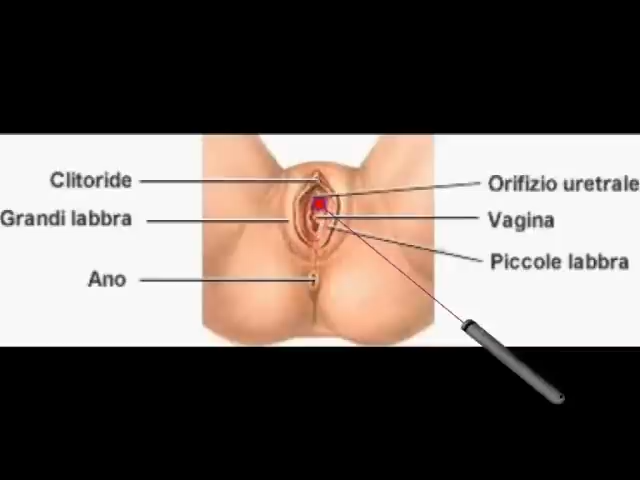 Clitoride
Grandi labbra
Ano
Orifizio uretrale
Vagina
Piccole labbra